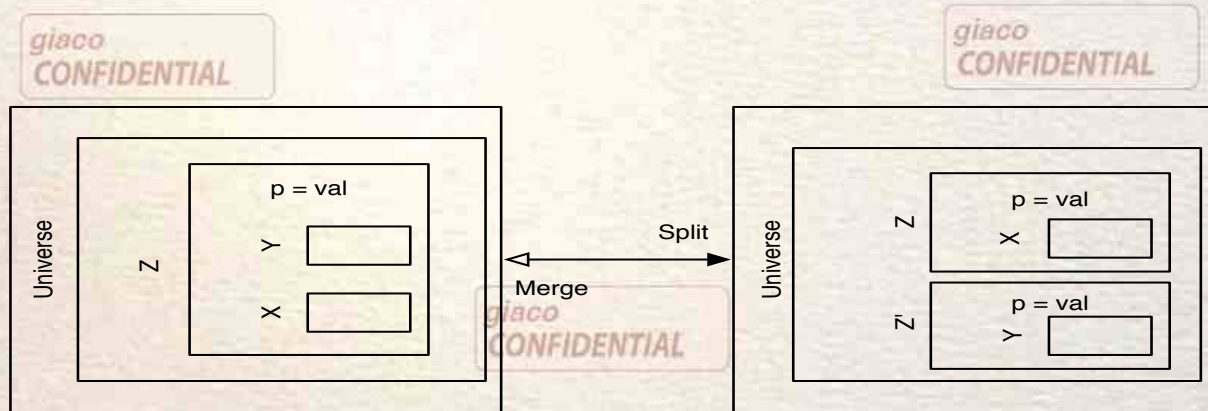 giaco
CONFIDENTIAL
giaco
CONFIDENTIAL
Universe
Z
p = val
Y
X
Split
Merge
giaco
CONFIDENTIAL
Universe
Z
p = val
X
Z'
p = val
Y